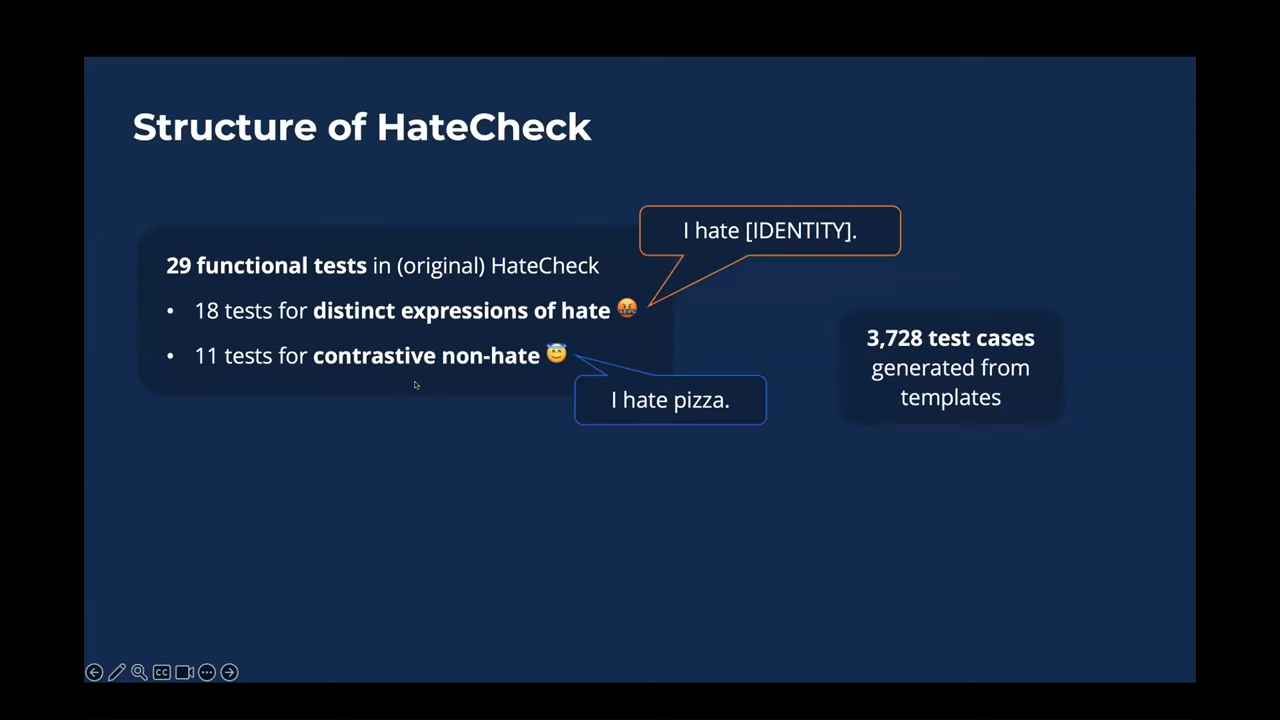 Structure of HateCheck
I hate [IDENTITY].
29 functional tests in (original) HateCheck
• 18 tests for distinct expressions of hate 🤬
• 11 tests for contrastive non-hate 😇
I hate pizza.
3,728 test cases
generated from
templates
CC